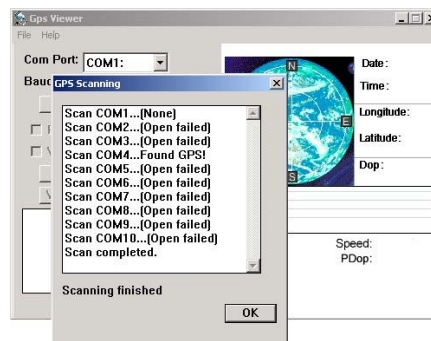 Gps Viewer
File Help
Com Port: COM1:
Baud
GPS Scanning
Scan COM1...(None)
Scan COM2...(Open failed)
Scan COM3...(Open failed)
Scan COM4...Found GPS!
Scan COM5...(Open failed)
Scan COM6...(Open failed)
Scan COM7...(Open failed)
Scan COM8...(Open failed)
Scan COM9...(Open failed)
Scan COM10...(Open failed)
Scan completed.
Scanning finished
OK
N
E
S
Date:
Time:
Longitude:
Latitude:
Dop:
Speed:
PDop: